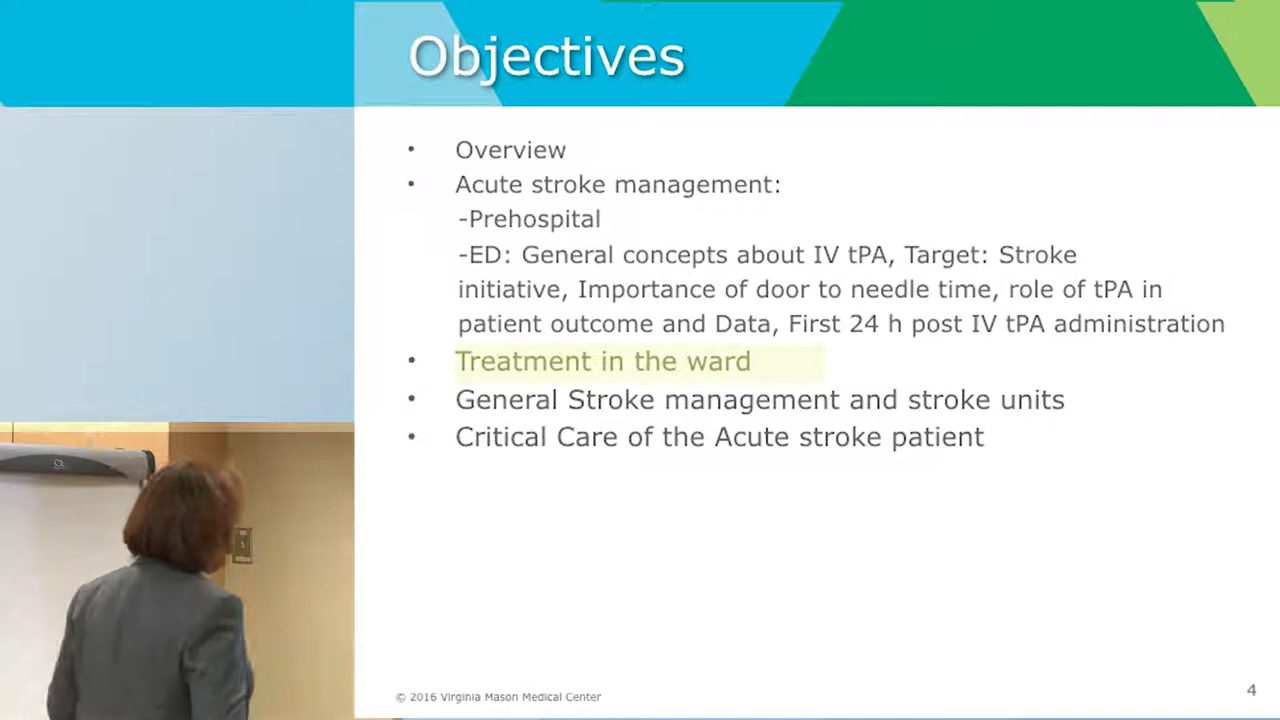 Objectives
• Overview
• Acute stroke management:
-Prehospital
-ED: General concepts about IV tPA, Target: Stroke
initiative, Importance of door to needle time, role of tPA in
patient outcome and Data, First 24 h post IV tPA administration
• Treatment in the ward
• General Stroke management and stroke units
• Critical Care of the Acute stroke patient
© 2016 Virginia Mason Medical Center
4